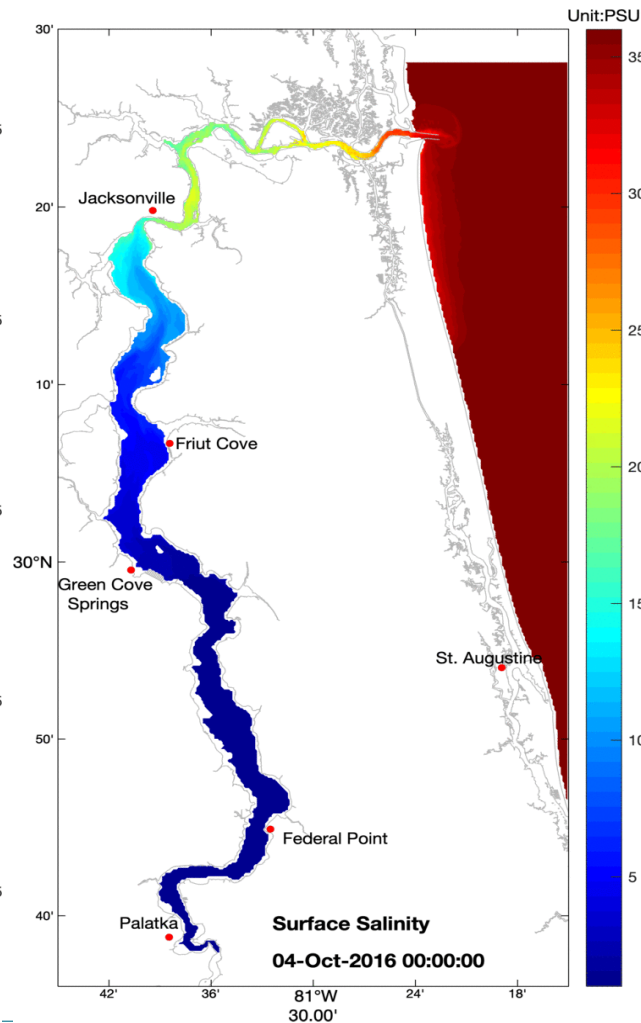 Unit:PSU
30'
35
30
Jacksonville
20'
25
10'
Friut Cove
20
30°N
Green Cove
Springs
15
St. Augustine
50'
10
Federal Point
5
40'
Palatka
Surface Salinity
04-Oct-2016 00:00:00
42'
36'
81°W
24'
18'
30.00'